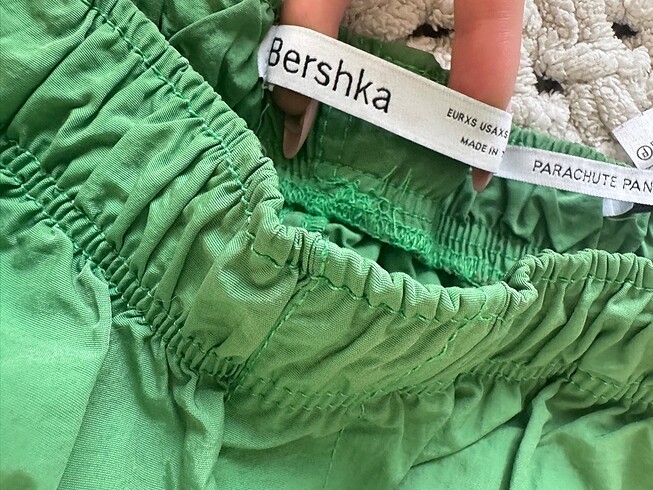 Bershka
EURXS USAXS
MADE IN
PARACHUTE PAN